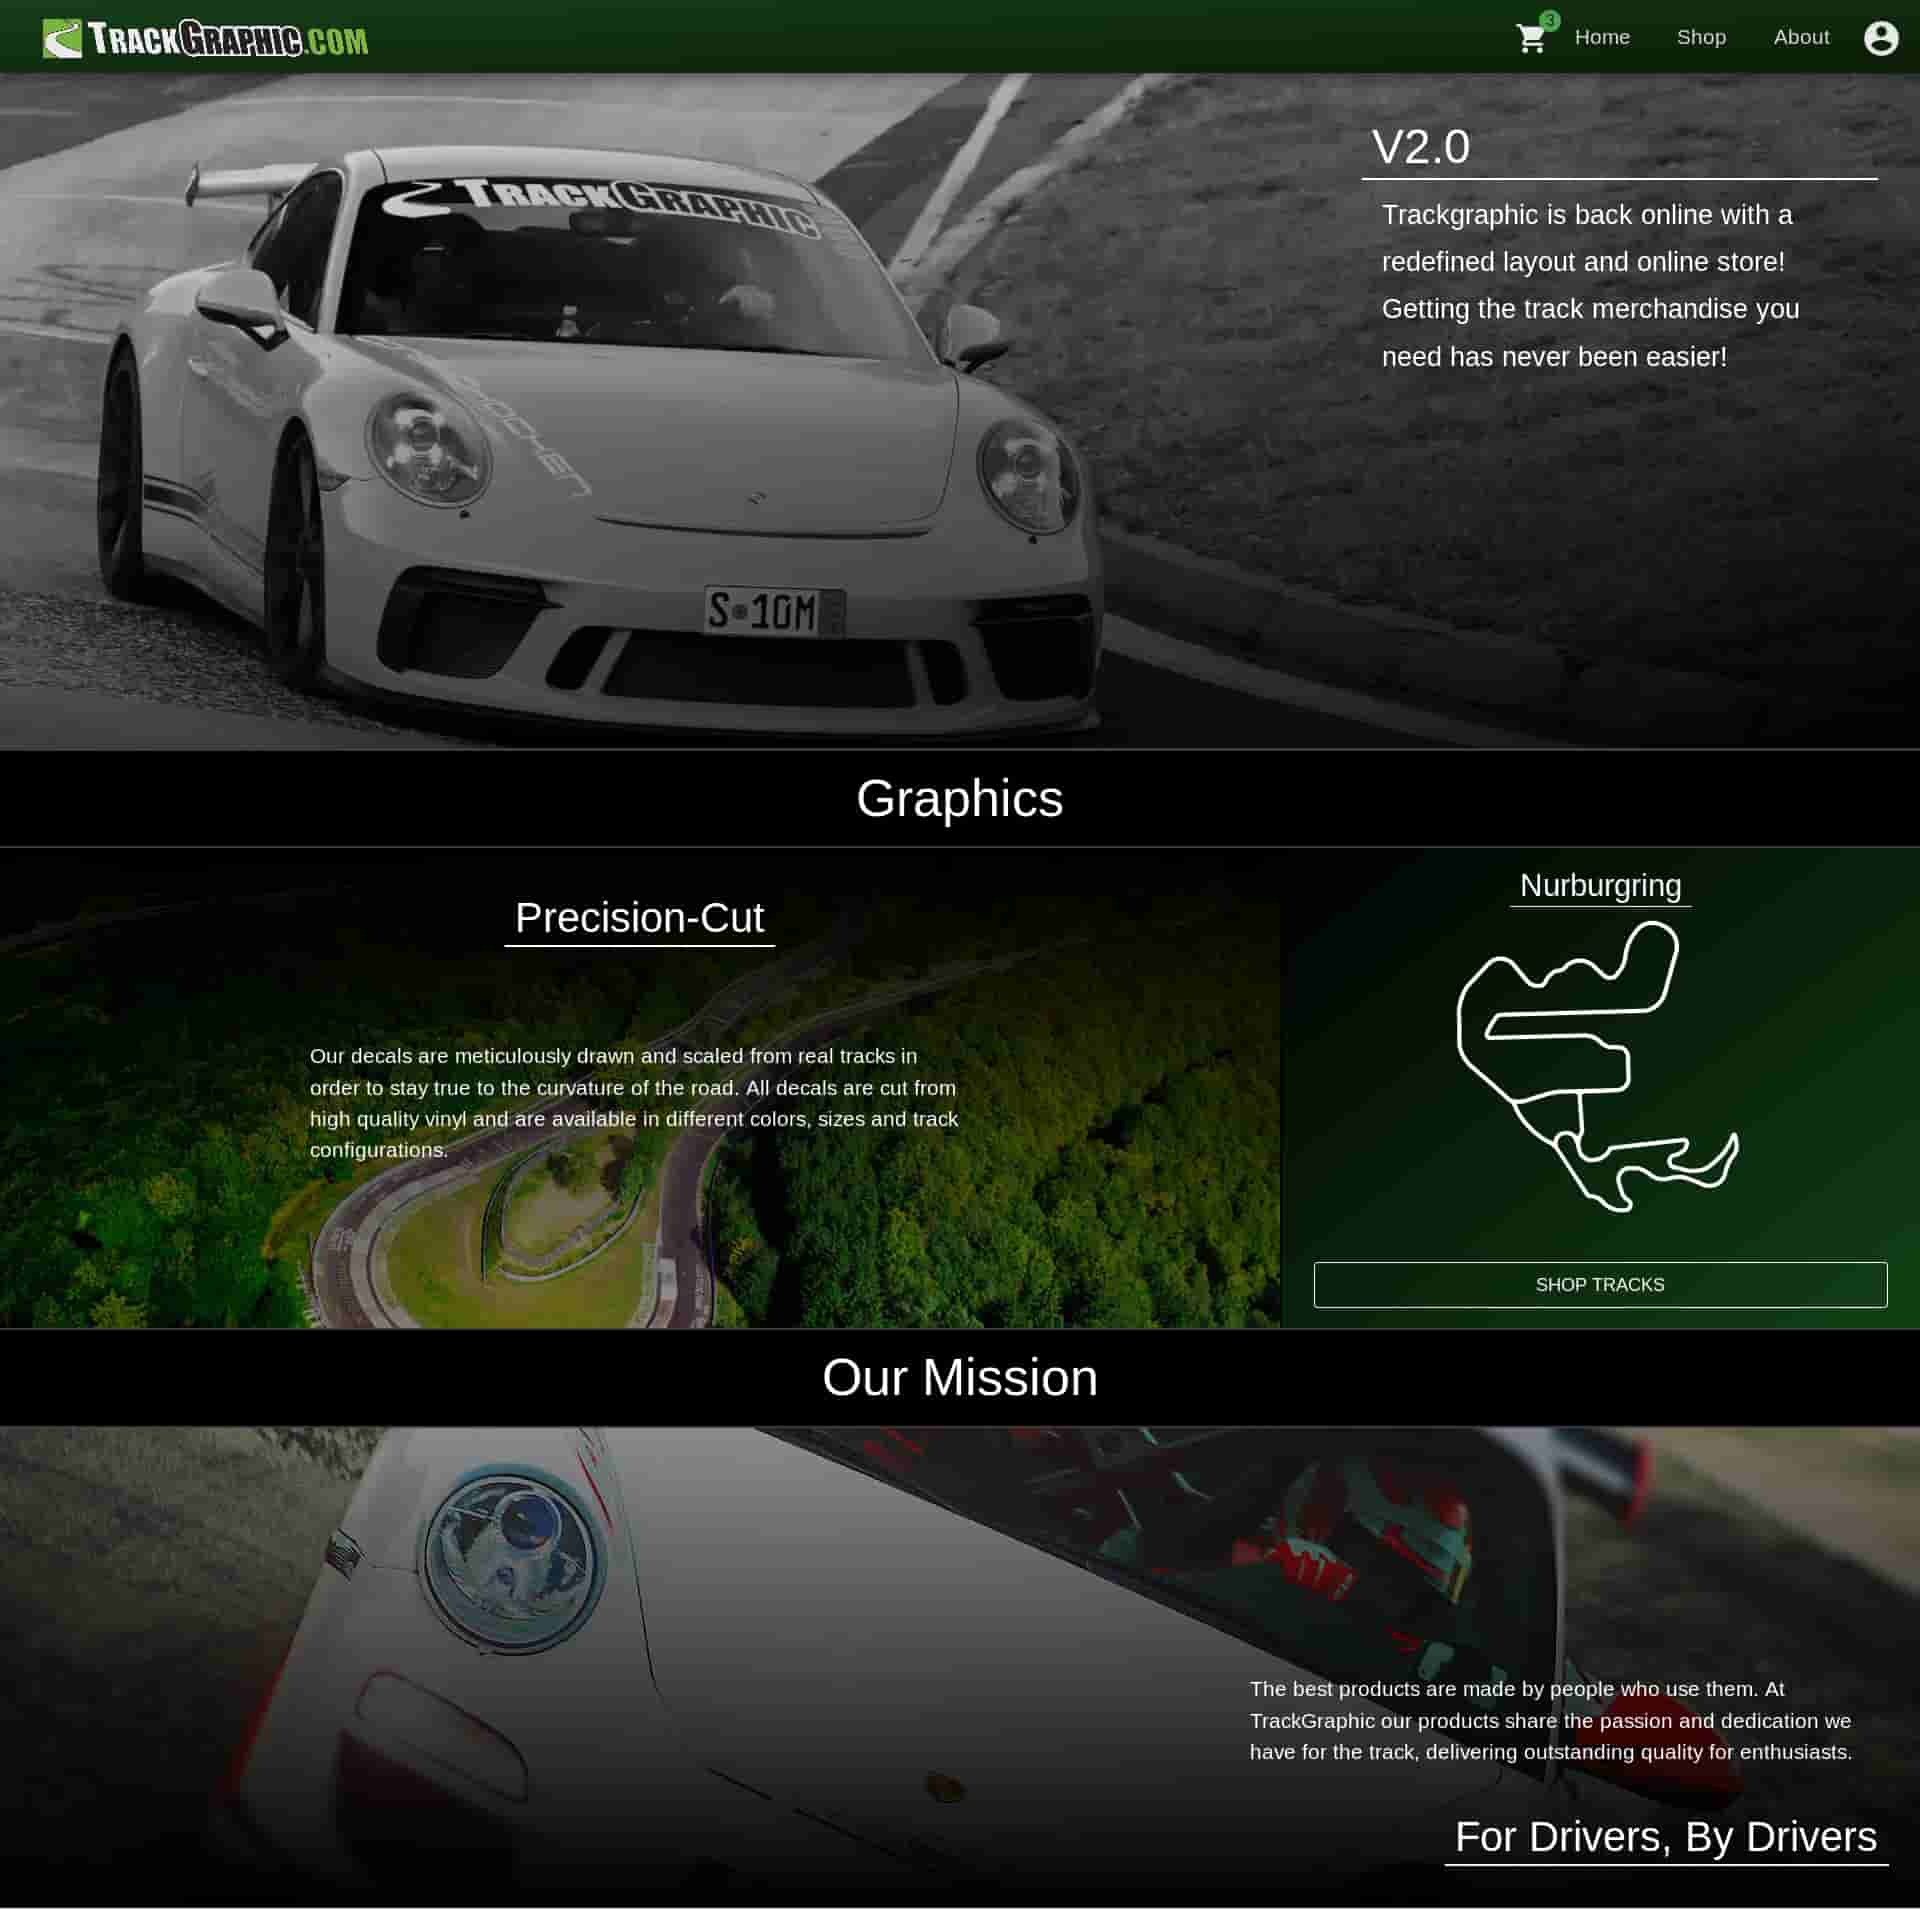 TRACKGRAPHIC.COM
3
Home
Shop
About
V2.0
Trackgraphic is back online with a
redefined layout and online store!
Getting the track merchandise you
need has never been easier!
TRACKGRAPHIC
S 10M
Graphics
Precision-Cut
Our decals are meticulously drawn and scaled from real tracks in
order to stay true to the curvature of the road. All decals are cut from
high quality vinyl and are available in different colors, sizes and track
configurations.
Nurburgring
SHOP TRACKS
Our Mission
The best products are made by people who use them. At
TrackGraphic our products share the passion and dedication we
have for the track, delivering outstanding quality for enthusiasts.
For Drivers, By Drivers